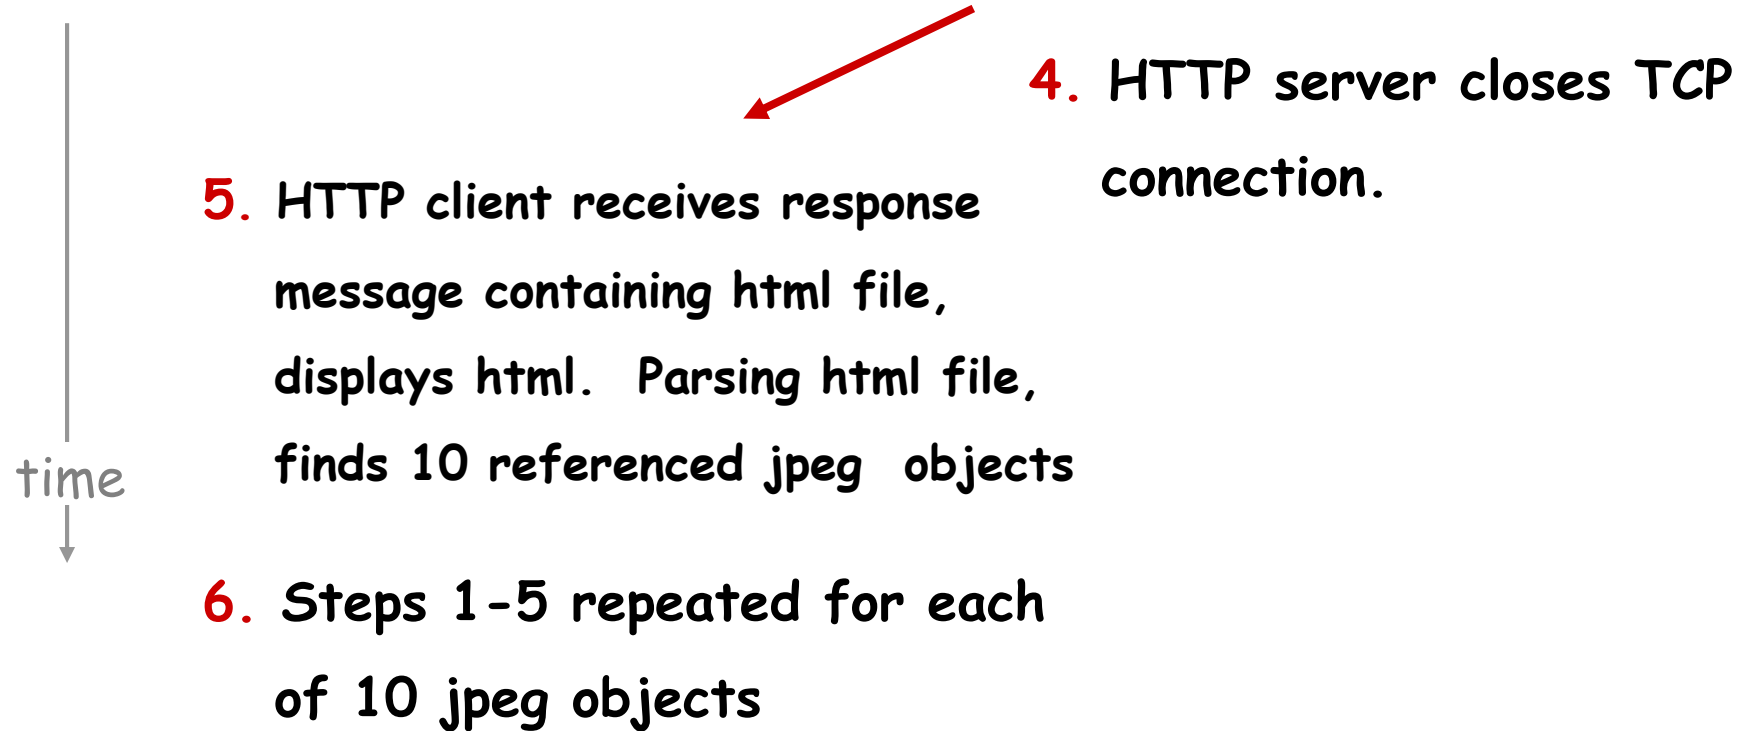 4. HTTP server closes TCP
connection.
5. HTTP client receives response
message containing html file,
displays html.  Parsing html file,
finds 10 referenced jpeg  objects
time
6. Steps 1-5 repeated for each
of 10 jpeg objects